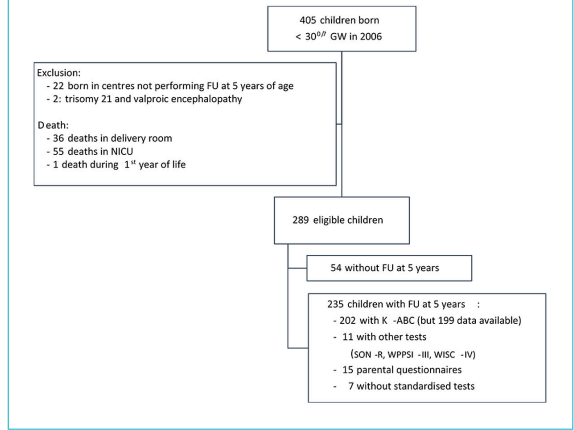 405 children born
< 30⁰/⁷ GW in 2006
Exclusion:
- 22 born in centres not performing FU at 5 years of age
- 2: trisomy 21 and valproic encephalopathy
Death:
- 36 deaths in delivery room
- 55 deaths in NICU
- 1 death during 1st year of life
289 eligible children
54 without FU at 5 years
235 children with FU at 5 years :
- 202 with K -ABC (but 199 data available)
- 11 with other tests
(SON -R, WPPSI -III, WISC -IV)
- 15 parental questionnaires
- 7 without standardised tests